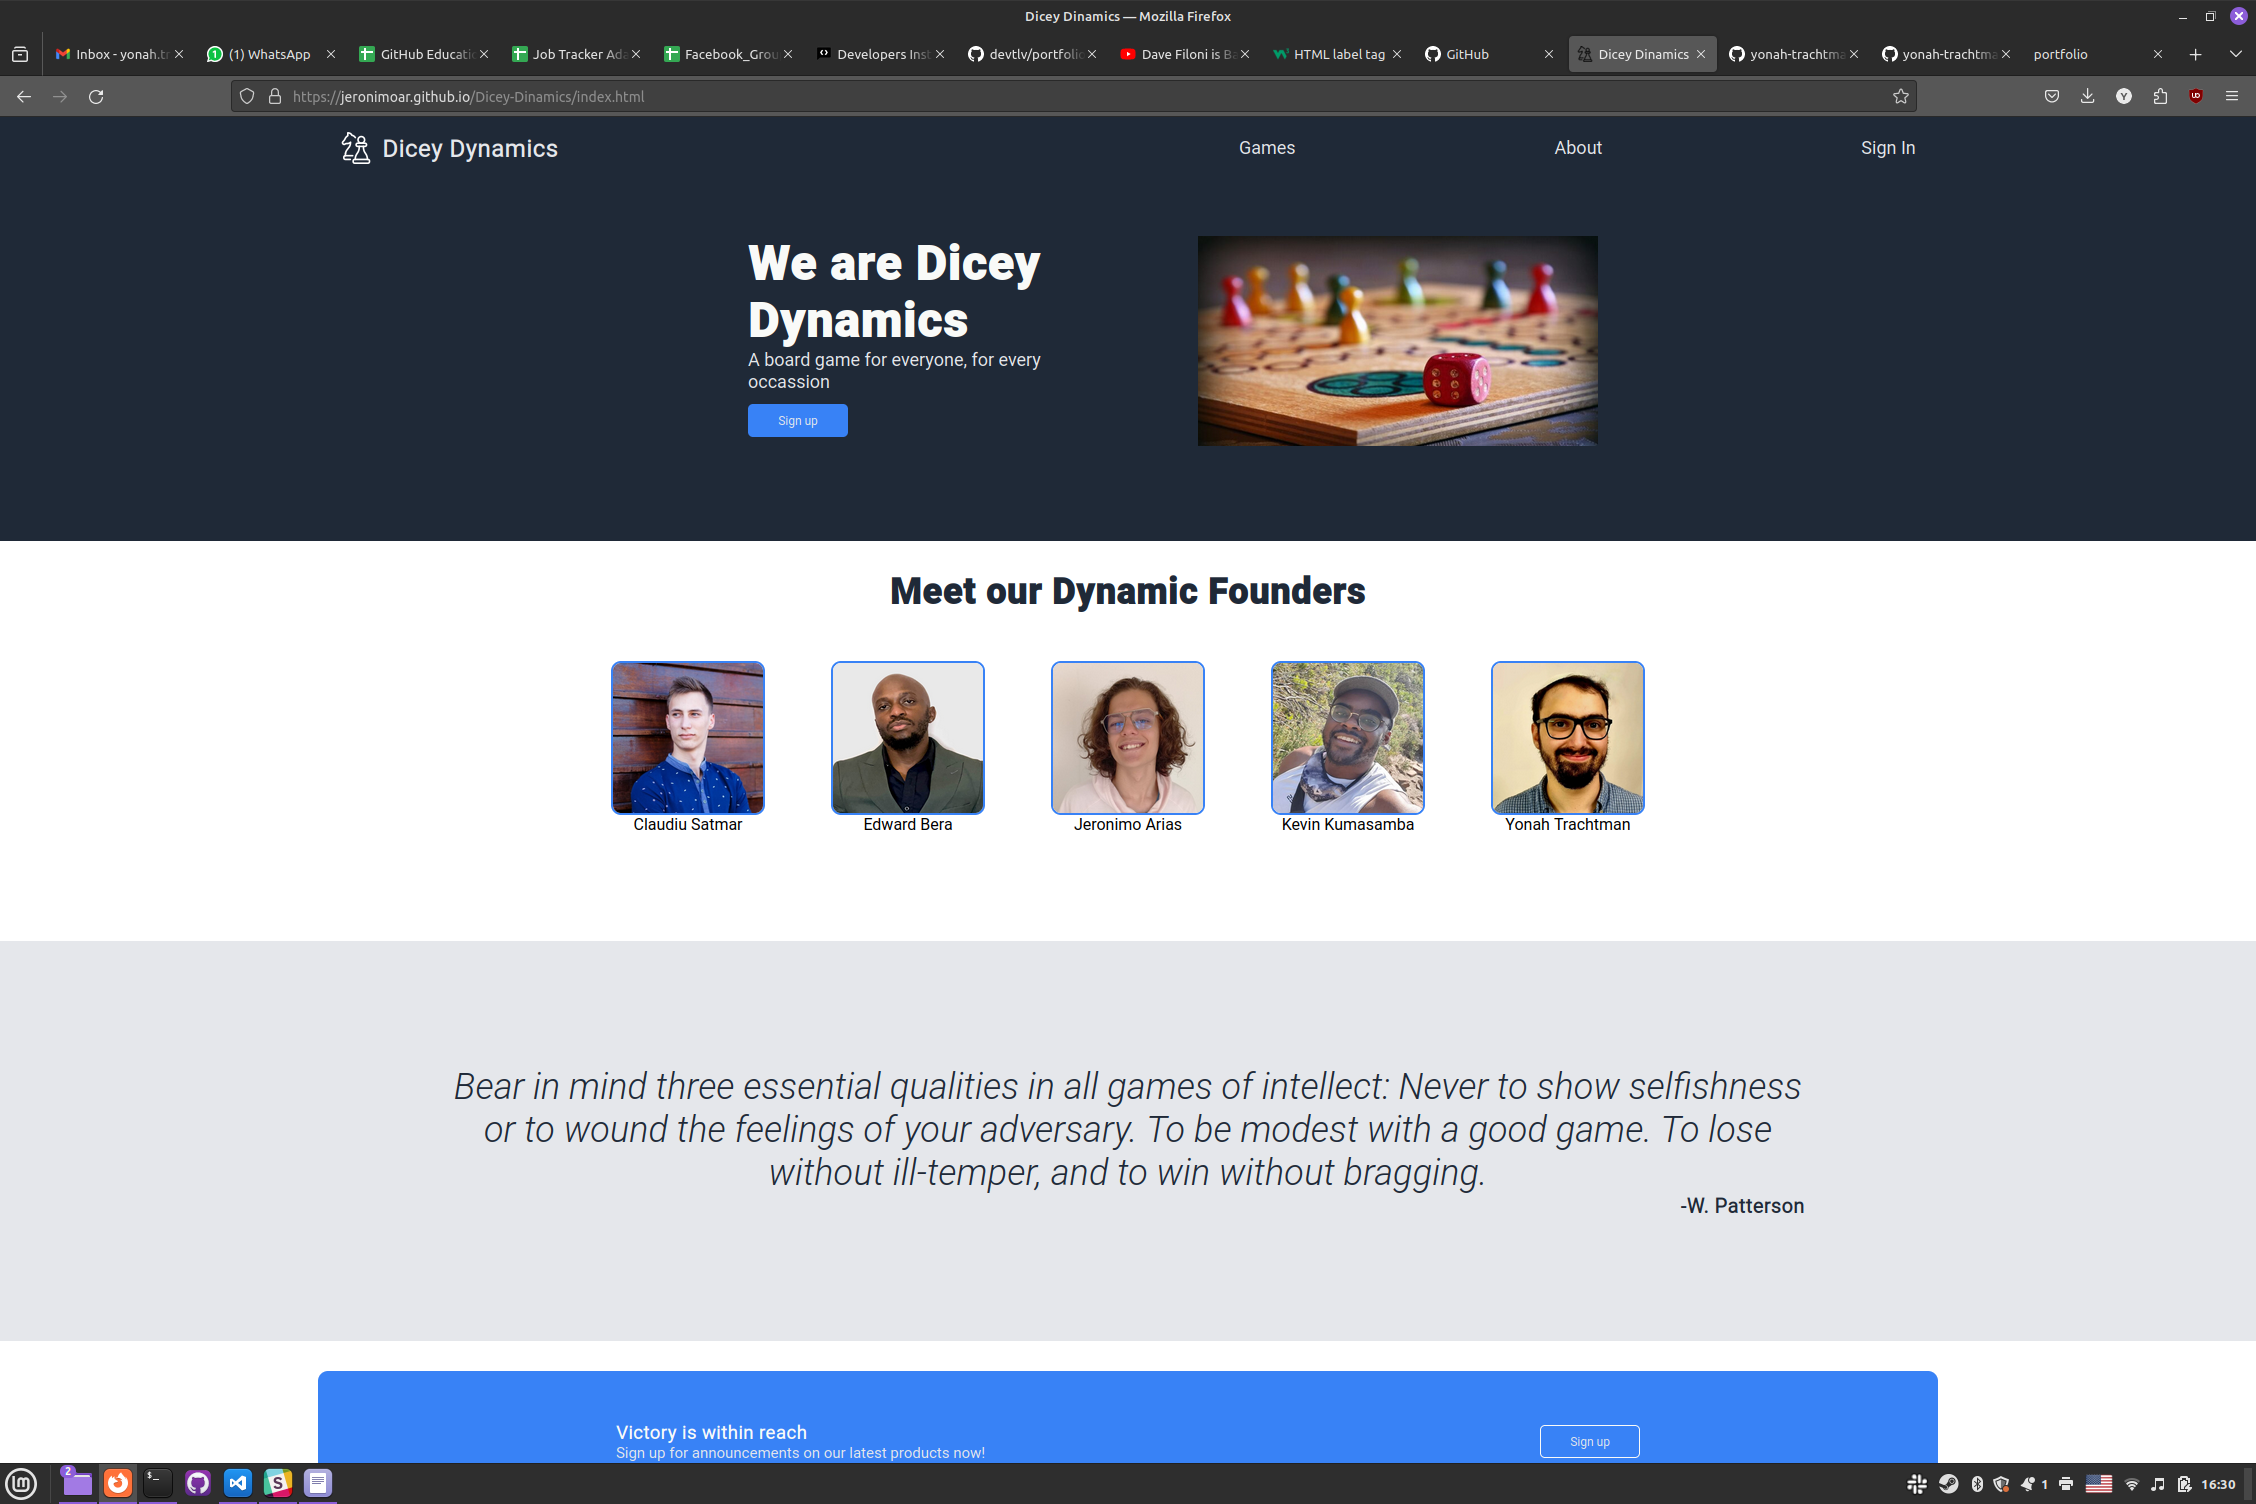 Dicey Dinamics — Mozilla Firefox
Inbox - yonah.tr
(1) WhatsApp
GitHub Educatio
Job Tracker Ada
Facebook_Grou
Developers Inst
devtlv/portfolio
Dave Filoni is Ba
HTML label tag
GitHub
Dicey Dinamics
yonah-trachtma
yonah-trachtma
portfolio
https://jeronimoar.github.io/Dicey-Dinamics/index.html
Dicey Dynamics
Games
About
Sign In
We are Dicey
Dynamics
A board game for everyone, for every
occassion
Sign up
Meet our Dynamic Founders
Claudiu Satmar
Edward Bera
Jeronimo Arias
Kevin Kumasamba
Yonah Trachtman
Bear in mind three essential qualities in all games of intellect: Never to show selfishness
or to wound the feelings of your adversary. To be modest with a good game. To lose
without ill-temper, and to win without bragging.
-W. Patterson
Victory is within reach
Sign up for announcements on our latest products now!
Sign up
2
1
16:30